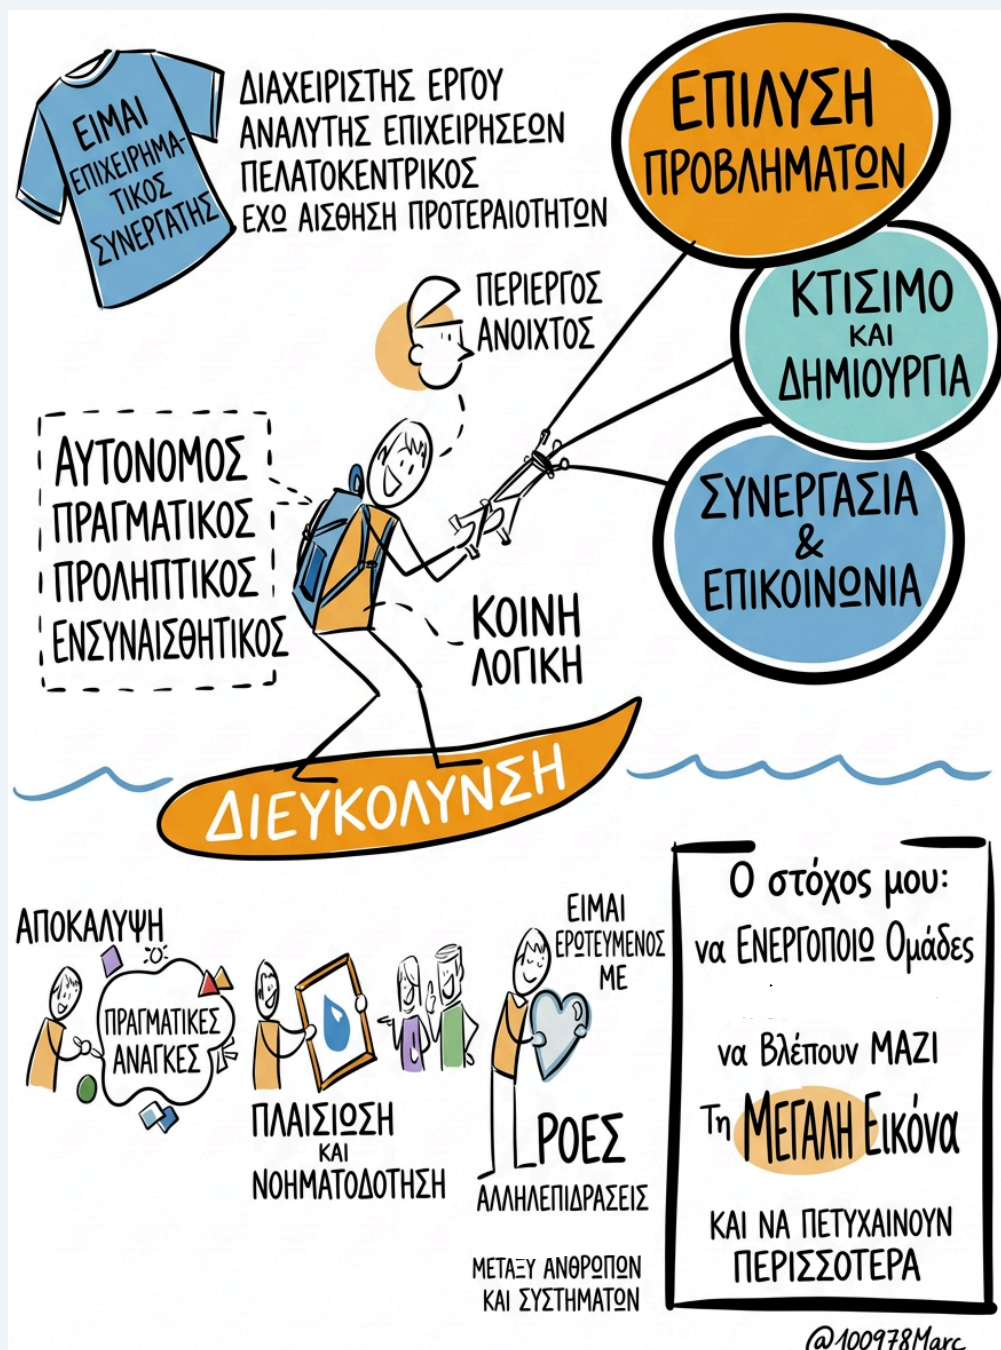 ΕΙΜΑΙ
ΕΠΙΧΕΙΡΗΜΑ-
ΤΙΚΟΣ
ΣΥΝΕΡΓΑΤΗΣ
ΔΙΑΧΕΙΡΙΣΤΗΣ ΕΡΓΟΥ
ΑΝΑΛΥΤΗΣ ΕΠΙΧΕΙΡΗΣΕΩΝ
ΠΕΛΑΤΟΚΕΝΤΡΙΚΟΣ
ΕΧΩ ΑΙΣΘΗΣΗ ΠΡΟΤΕΡΑΙΟΤΗΤΩΝ
ΕΠΙΛΥΣΗ
ΠΡΟΒΛΗΜΑΤΩΝ
ΚΤΙΣΙΜΟ
ΚΑΙ
ΔΗΜΙΟΥΡΓΙΑ
ΣΥΝΕΡΓΑΣΙΑ
&
ΕΠΙΚΟΙΝΩΝΙΑ
ΠΕΡΙΕΡΓΟΣ
ΑΝΟΙΧΤΟΣ
ΑΥΤΟΝΟΜΟΣ
ΠΡΑΓΜΑΤΙΚΟΣ
ΠΡΟΛΗΠΤΙΚΟΣ
ΕΝΣΥΝΑΙΣΘΗΤΙΚΟΣ
ΚΟΙΝΗ
ΛΟΓΙΚΗ
ΔΙΕΥΚΟΛΥΝΣΗ
ΑΠΟΚΑΛΥΨΗ
ΠΡΑΓΜΑΤΙΚΕΣ
ΑΝΑΓΚΕΣ
ΠΛΑΙΣΙΩΣΗ
ΚΑΙ
ΝΟΗΜΑΤΟΔΟΤΗΣΗ
ΕΙΜΑΙ
ΕΡΩΤΕΥΜΕΝΟΣ
ΜΕ
ΡΟΕΣ
ΑΛΛΗΛΕΠΙΔΡΑΣΕΙΣ
ΜΕΤΑΞΥ ΑΝΘΡΩΠΩΝ
ΚΑΙ ΣΥΣΤΗΜΑΤΩΝ
Ο στόχος μου:
να ΕΝΕΡΓΟΠΟΙΩ Ομάδες
να Βλέπουν ΜΑΖΙ
Τη ΜΕΓΑΛΗ Εικόνα
ΚΑΙ ΝΑ ΠΕΤΥΧΑΙΝΟΥΝ
ΠΕΡΙΣΣΟΤΕΡΑ
@100978Marc